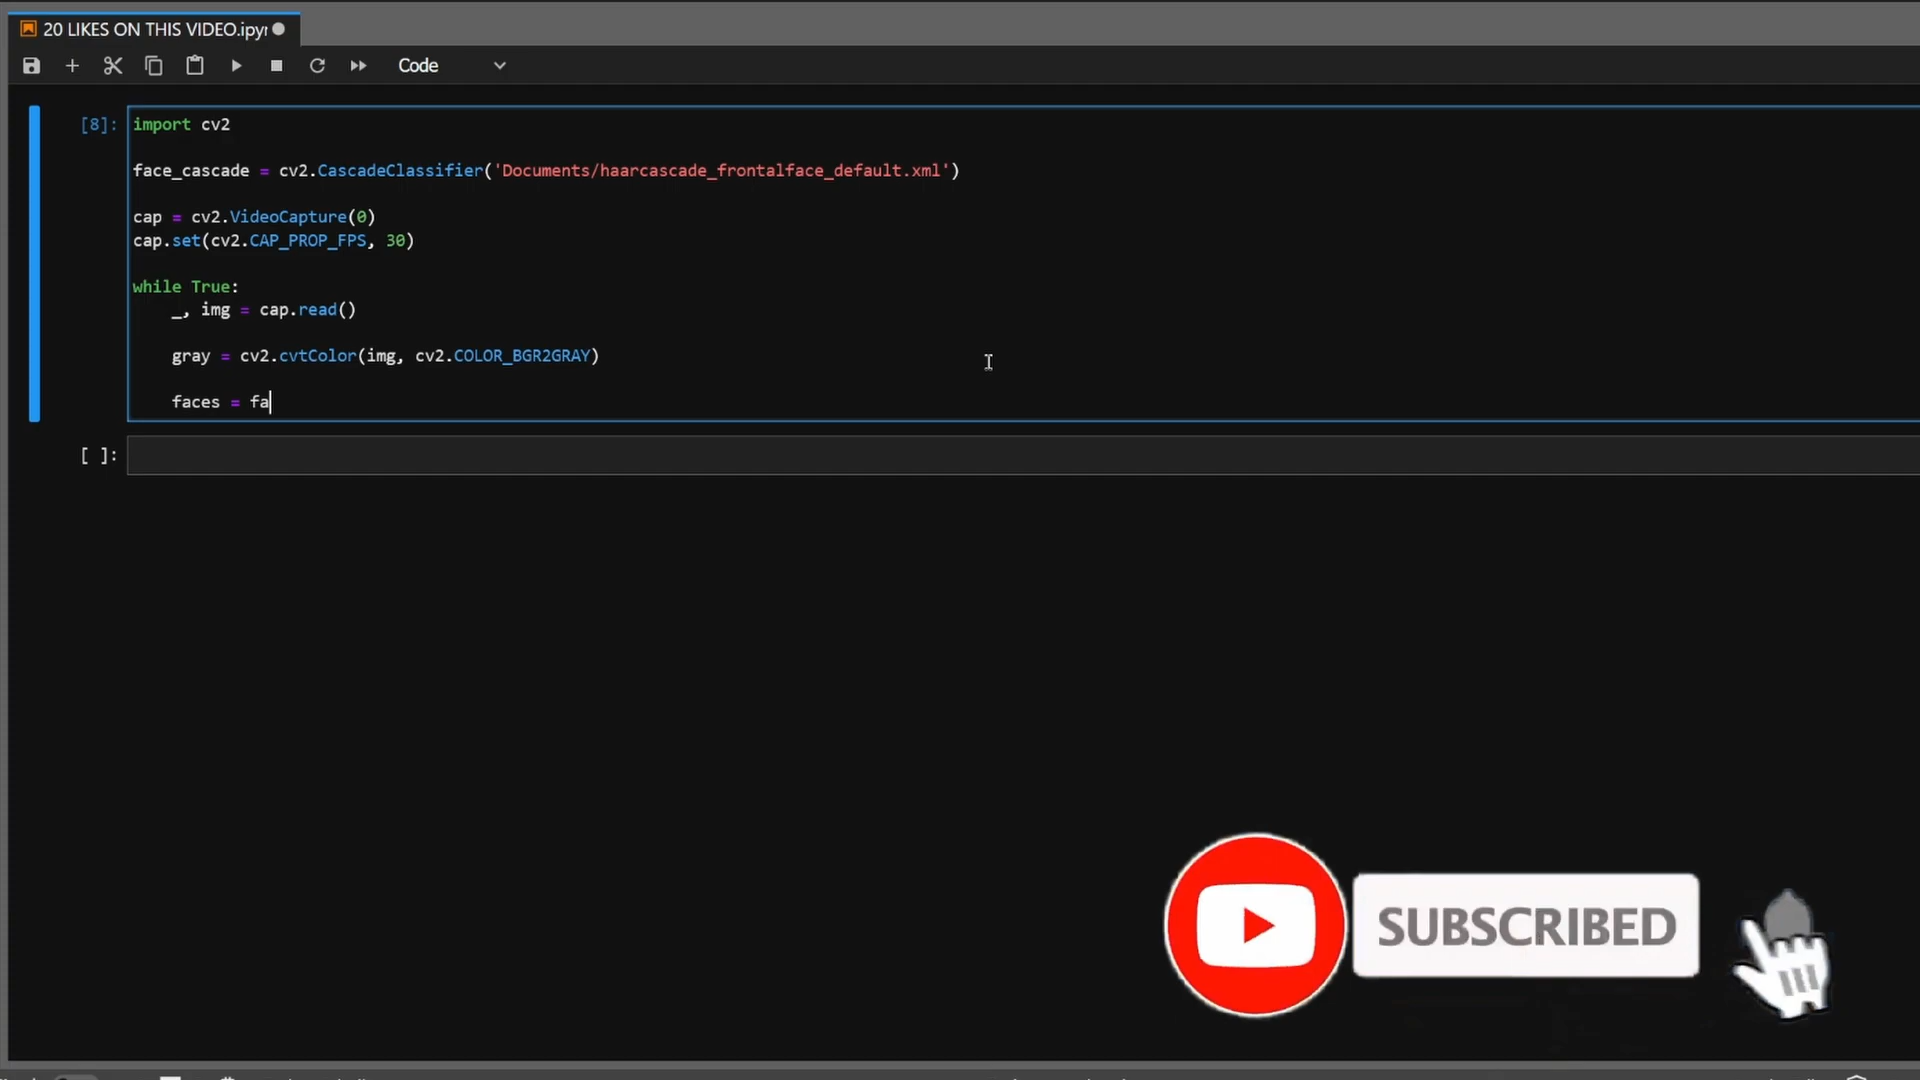 20 LIKES ON THIS VIDEO.ipyr
Code
[8]:
import cv2
face_cascade = cv2.CascadeClassifier('Documents/haarcascade_frontalface_default.xml')
cap = cv2.VideoCapture(0)
cap.set(cv2.CAP_PROP_FPS, 30)
while True:
_, img = cap.read()
gray = cv2.cvtColor(img, cv2.COLOR_BGR2GRAY)
faces = fa
[ ]:
SUBSCRIBED